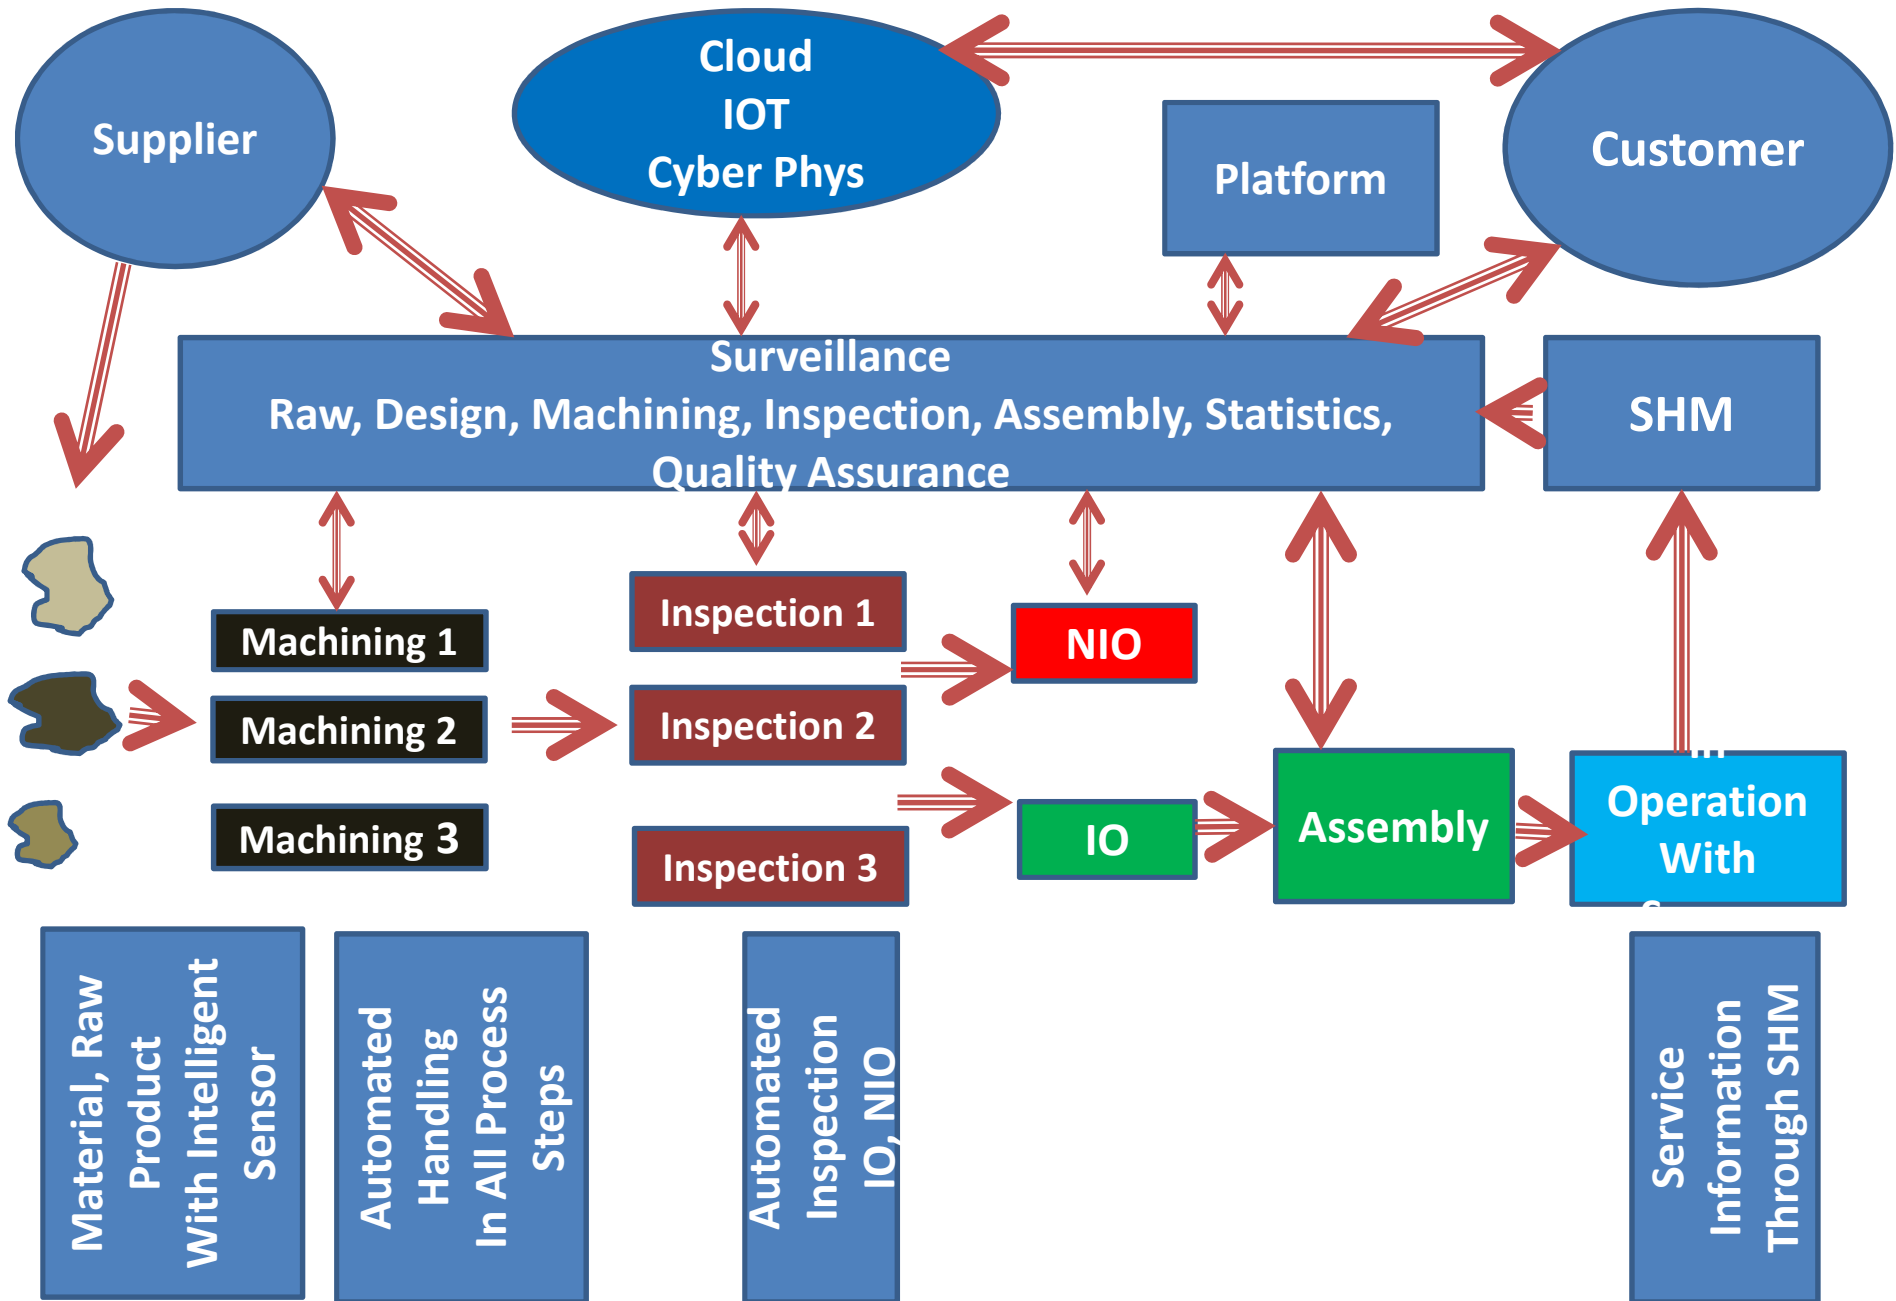 Supplier
Cloud
IOT
Cyber Phys
Platform
Customer
Surveillance
Raw, Design, Machining, Inspection, Assembly, Statistics,
Quality Assurance
SHM
Machining 1
Machining 2
Machining 3
Inspection 1
Inspection 2
Inspection 3
NIO
IO
Assembly
Operation
With
Material, Raw
Product
With Intelligent
Sensor
Automated
Handling
In All Process
Steps
Automated
Inspection
IO, NIO
Service
Information
Through SHM